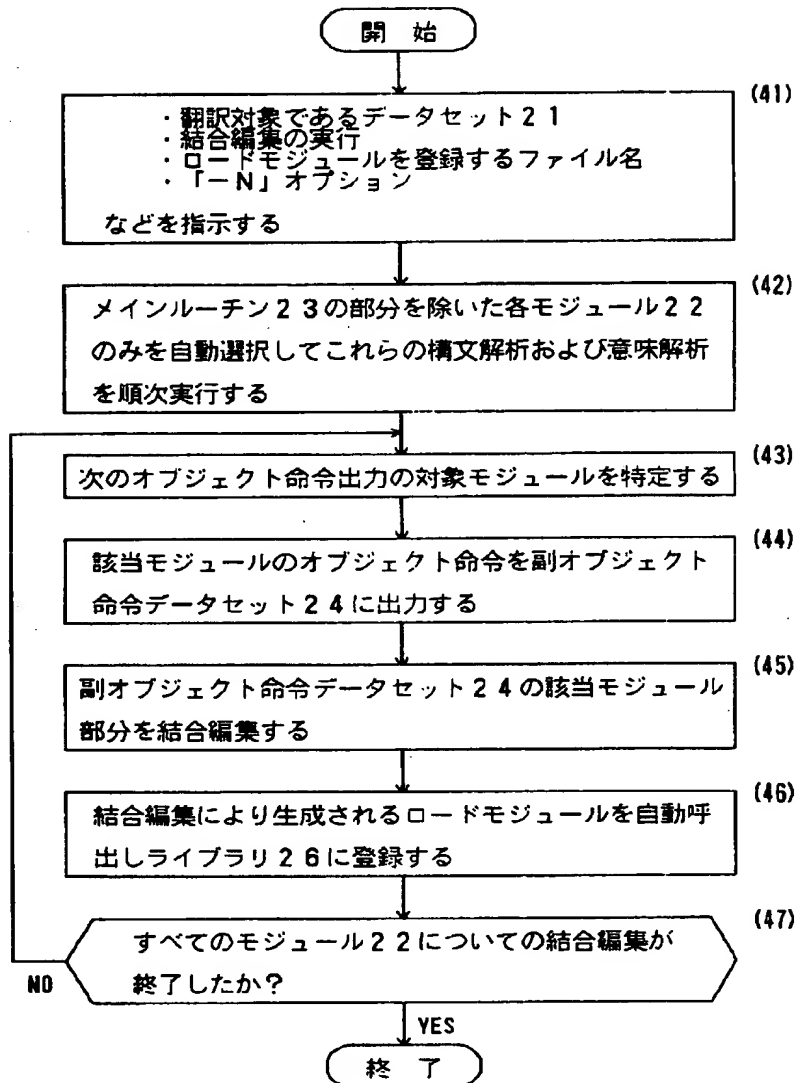 開 始
(41)
・翻訳対象であるデータセット21
・結合編集の実行
・ロードモジュールを登録するファイル名
・「-N」オプション
などを指示する
(42)
メインルーチン23の部分を除いた各モジュール22
のみを自動選択してこれらの構文解析および意味解析
を順次実行する
(43)
次のオブジェクト命令出力の対象モジュールを特定する
(44)
該当モジュールのオブジェクト命令を副オブジェクト
命令データセット24に出力する
(45)
副オブジェクト命令データセット24の該当モジュール
部分を結合編集する
(46)
結合編集により生成されるロードモジュールを自動呼
出しライブラリ26に登録する
(47)
すべてのモジュール22についての結合編集が
終了したか?
NO
YES
終 了